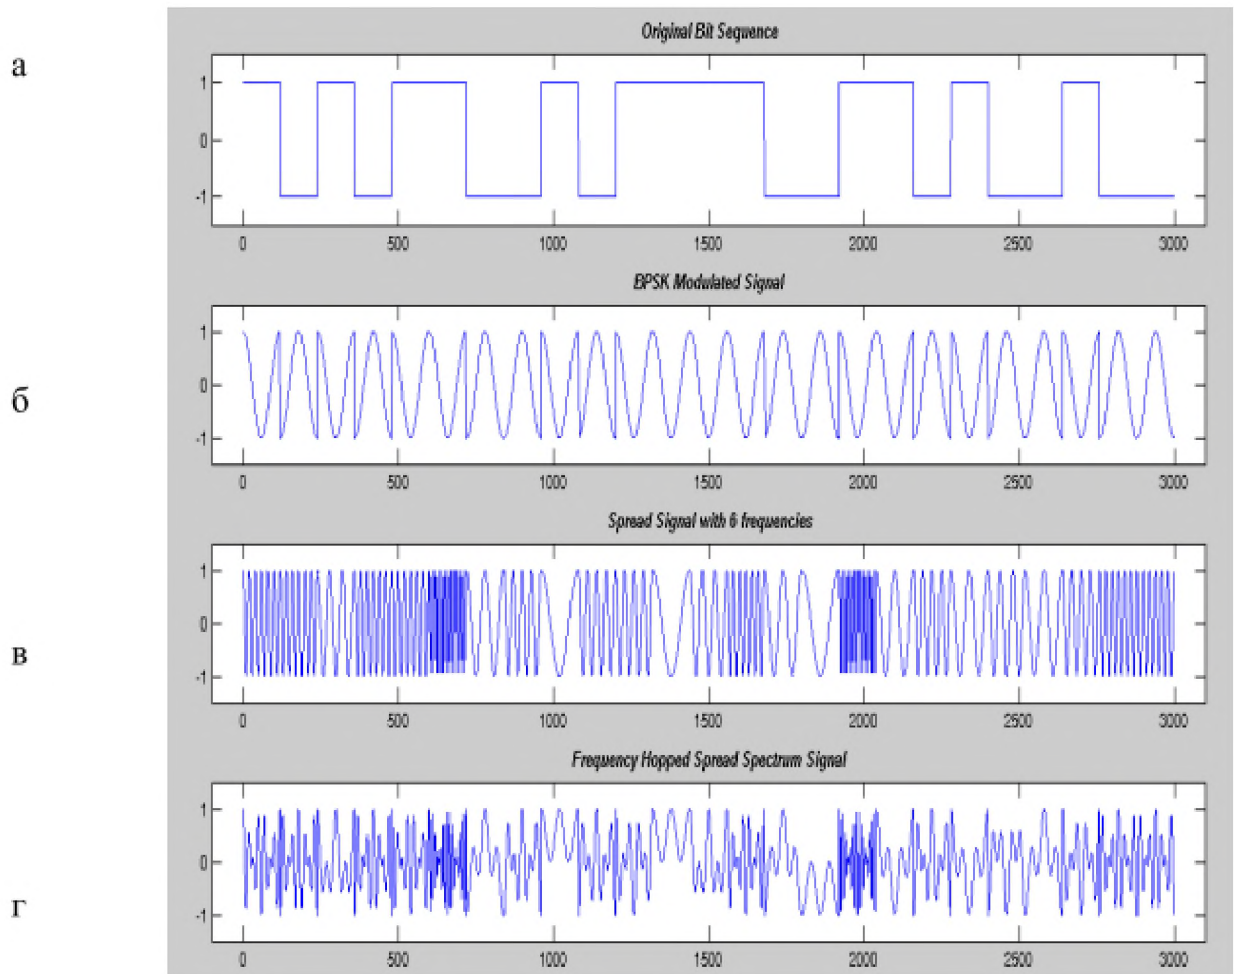 а
Original Bit Sequence
1
0
-1
0 500 1000 1500 2000 2500 3000
б
BPSK Modulated Signal
1
0
-1
0 500 1000 1500 2000 2500 3000
в
Spread Signal with 6 frequencies
1
0
-1
0 500 1000 1500 2000 2500 3000
г
Frequency Hopped Spread Spectrum Signal
1
0
-1
0 500 1000 1500 2000 2500 3000